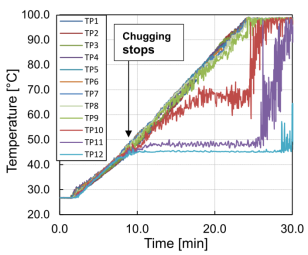 100.0
90.0
80.0
70.0
60.0
50.0
40.0
30.0
20.0
Temperature [°C]
TP1
TP2
TP3
TP4
TP5
TP6
TP7
TP8
TP9
TP10
TP11
TP12
Chugging
stops
0.0 10.0 20.0 30.0
Time [min]